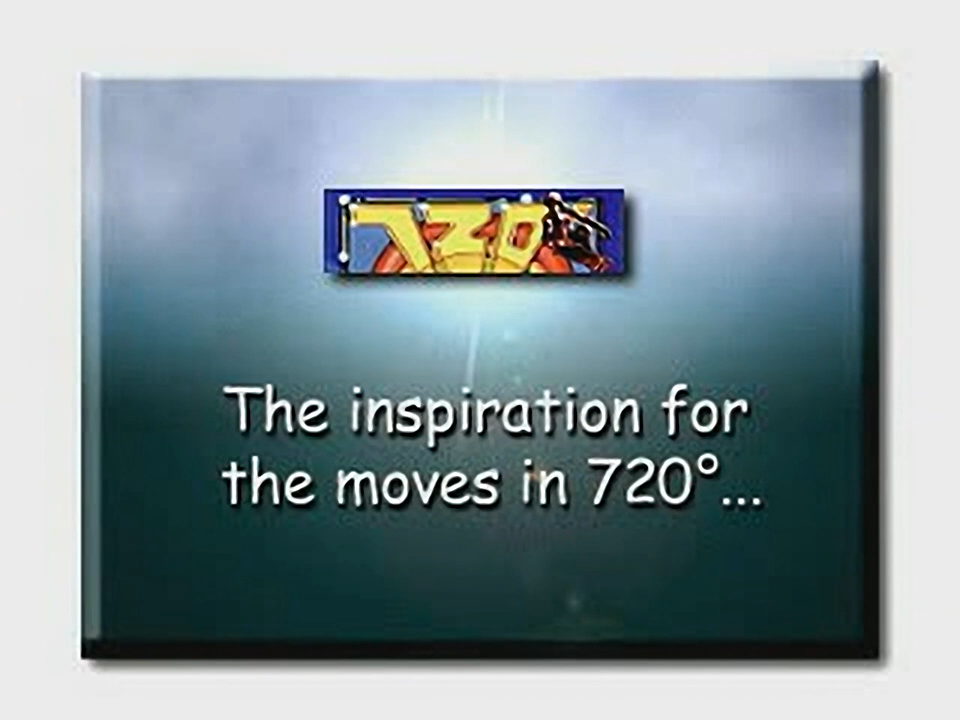 720°
The inspiration for
the moves in 720°...